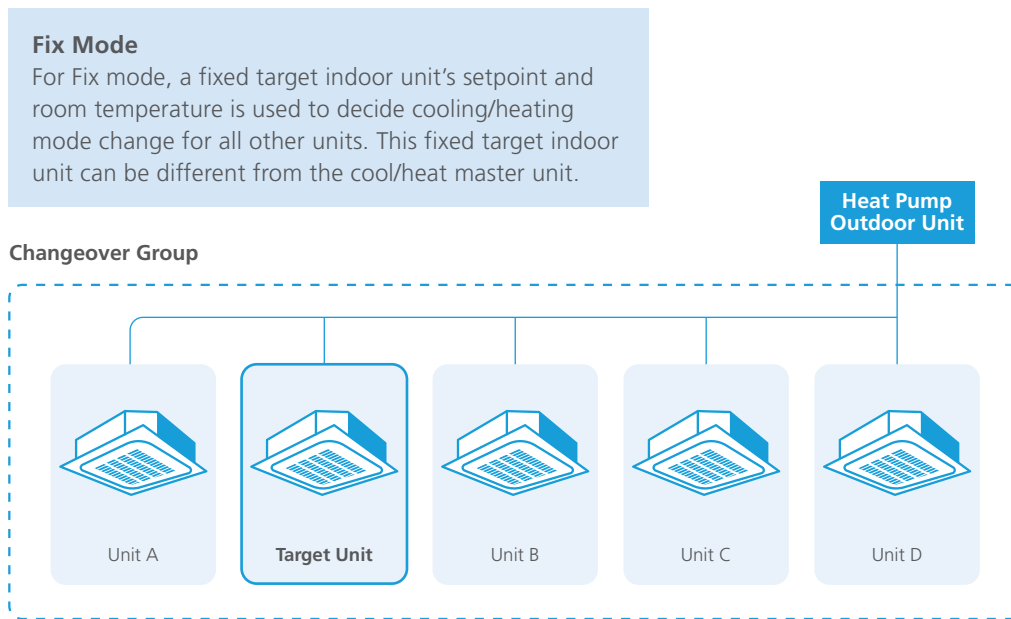 Fix Mode
For Fix mode, a fixed target indoor unit's setpoint and
room temperature is used to decide cooling/heating
mode change for all other units. This fixed target indoor
unit can be different from the cool/heat master unit.
Heat Pump
Outdoor Unit
Changeover Group
Unit A
Target Unit
Unit B
Unit C
Unit D